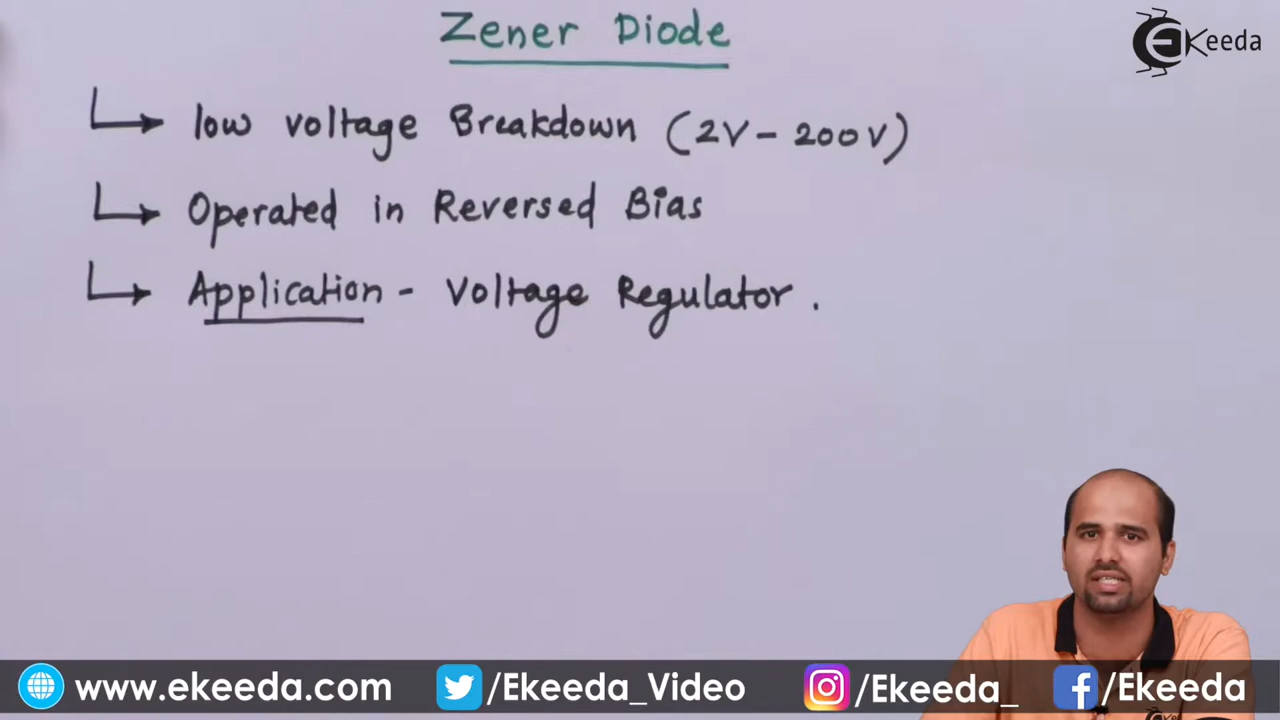 Zener Diode
Ekeeda
low voltage Breakdown (2V - 200V)
Operated in Reversed Bias
Application - Voltage Regulator.
www.ekeeda.com /Ekeeda_Video /Ekeeda_ /Ekeeda